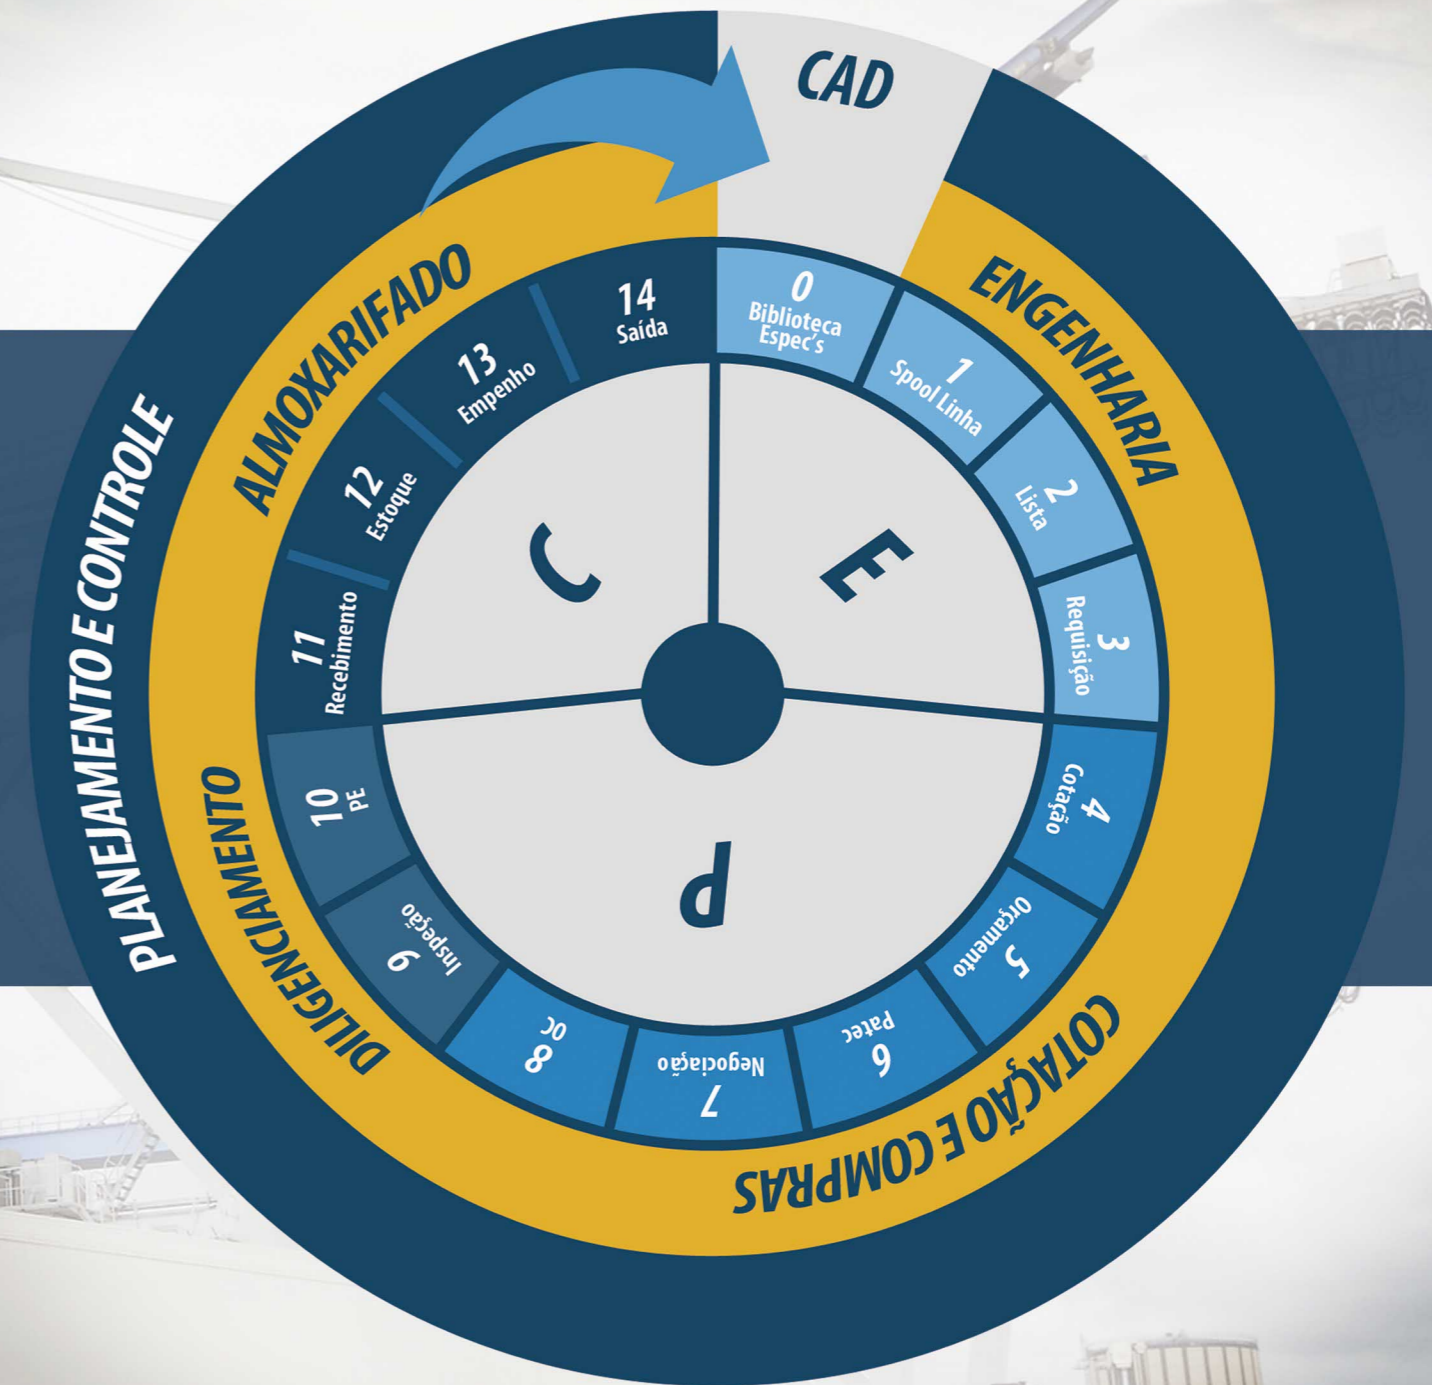 CAD
ENGENHARIA
COTAÇÃO E COMPRAS
DILIGENCIAMENTO
ALMOXARIFADO
PLANEJAMENTO E CONTROLE
0
Biblioteca
Espec's
1
Spool Linha
2
Lista
3
Requisição
4
Cotação
5
Orçamento
6
Patec
7
Negociação
8
OC
9
Inspeção
10
PE
11
Recebimento
12
Estoque
13
Empenho
14
Saída
E
P
C